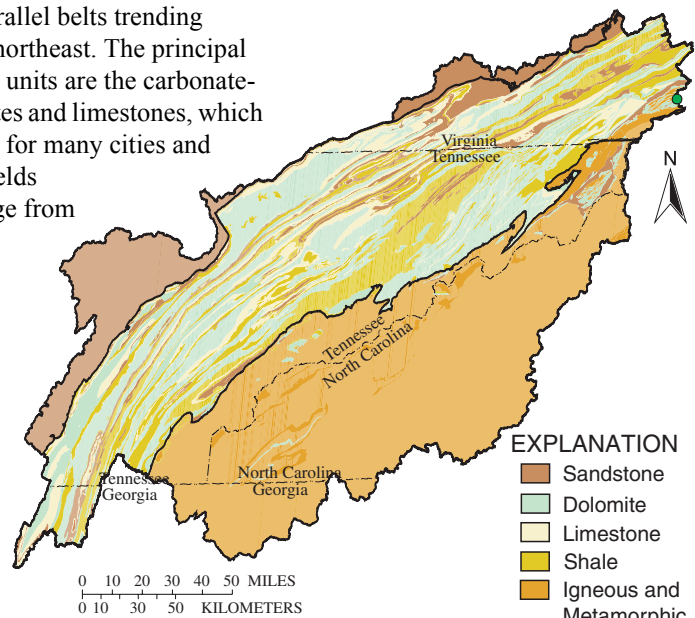 rallel belts trending
northeast. The principal
units are the carbonate-
tes and limestones, which
for many cities and
elds
ge from
Virginia
Tennessee
N
Tennessee
North Carolina
Tennessee
Georgia
North Carolina
Georgia
EXPLANATION
Sandstone
Dolomite
Limestone
Shale
Igneous and
Metamorphic
0 10 20 30 40 50 MILES
0 10 30 50 KILOMETERS